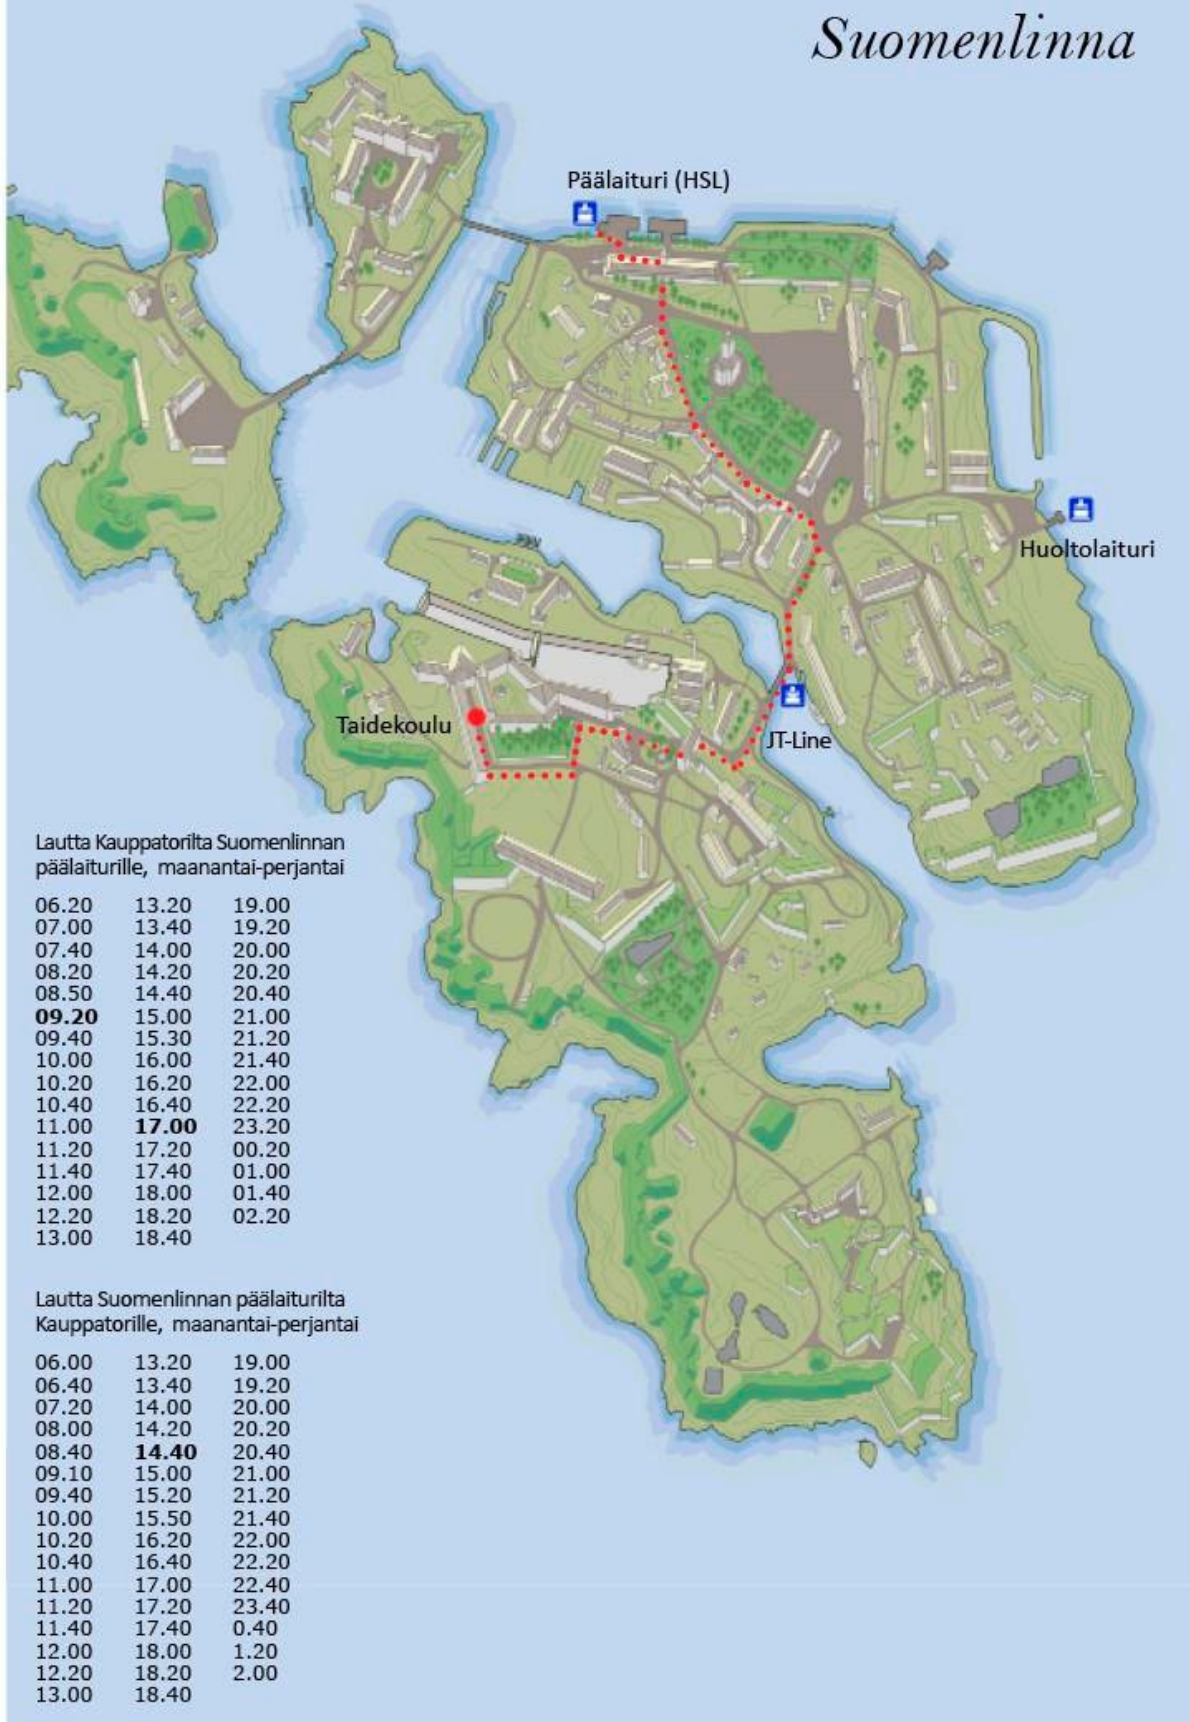 Suomenlinna
Päälaituri (HSL)
Huoltolaituri
Taidekoulu
JT-Line
Lautta Kauppatorilta Suomenlinnan
päälaiturille, maanantai-perjantai
06.20 13.20 19.00
07.00 13.40 19.20
07.40 14.00 20.00
08.20 14.20 20.20
08.50 14.40 20.40
09.20 15.00 21.00
09.40 15.30 21.20
10.00 16.00 21.40
10.20 16.20 22.00
10.40 16.40 22.20
11.00 17.00 23.20
11.20 17.20 00.20
11.40 17.40 01.00
12.00 18.00 01.40
12.20 18.20 02.20
13.00 18.40
Lautta Suomenlinnan päälaiturilta
Kauppatorille, maanantai-perjantai
06.00 13.20 19.00
06.40 13.40 19.20
07.20 14.00 20.00
08.00 14.20 20.20
08.40 14.40 20.40
09.10 15.00 21.00
09.40 15.20 21.20
10.00 15.50 21.40
10.20 16.20 22.00
10.40 16.40 22.20
11.00 17.00 22.40
11.20 17.20 23.40
11.40 17.40 0.40
12.00 18.00 1.20
12.20 18.20 2.00
13.00 18.40